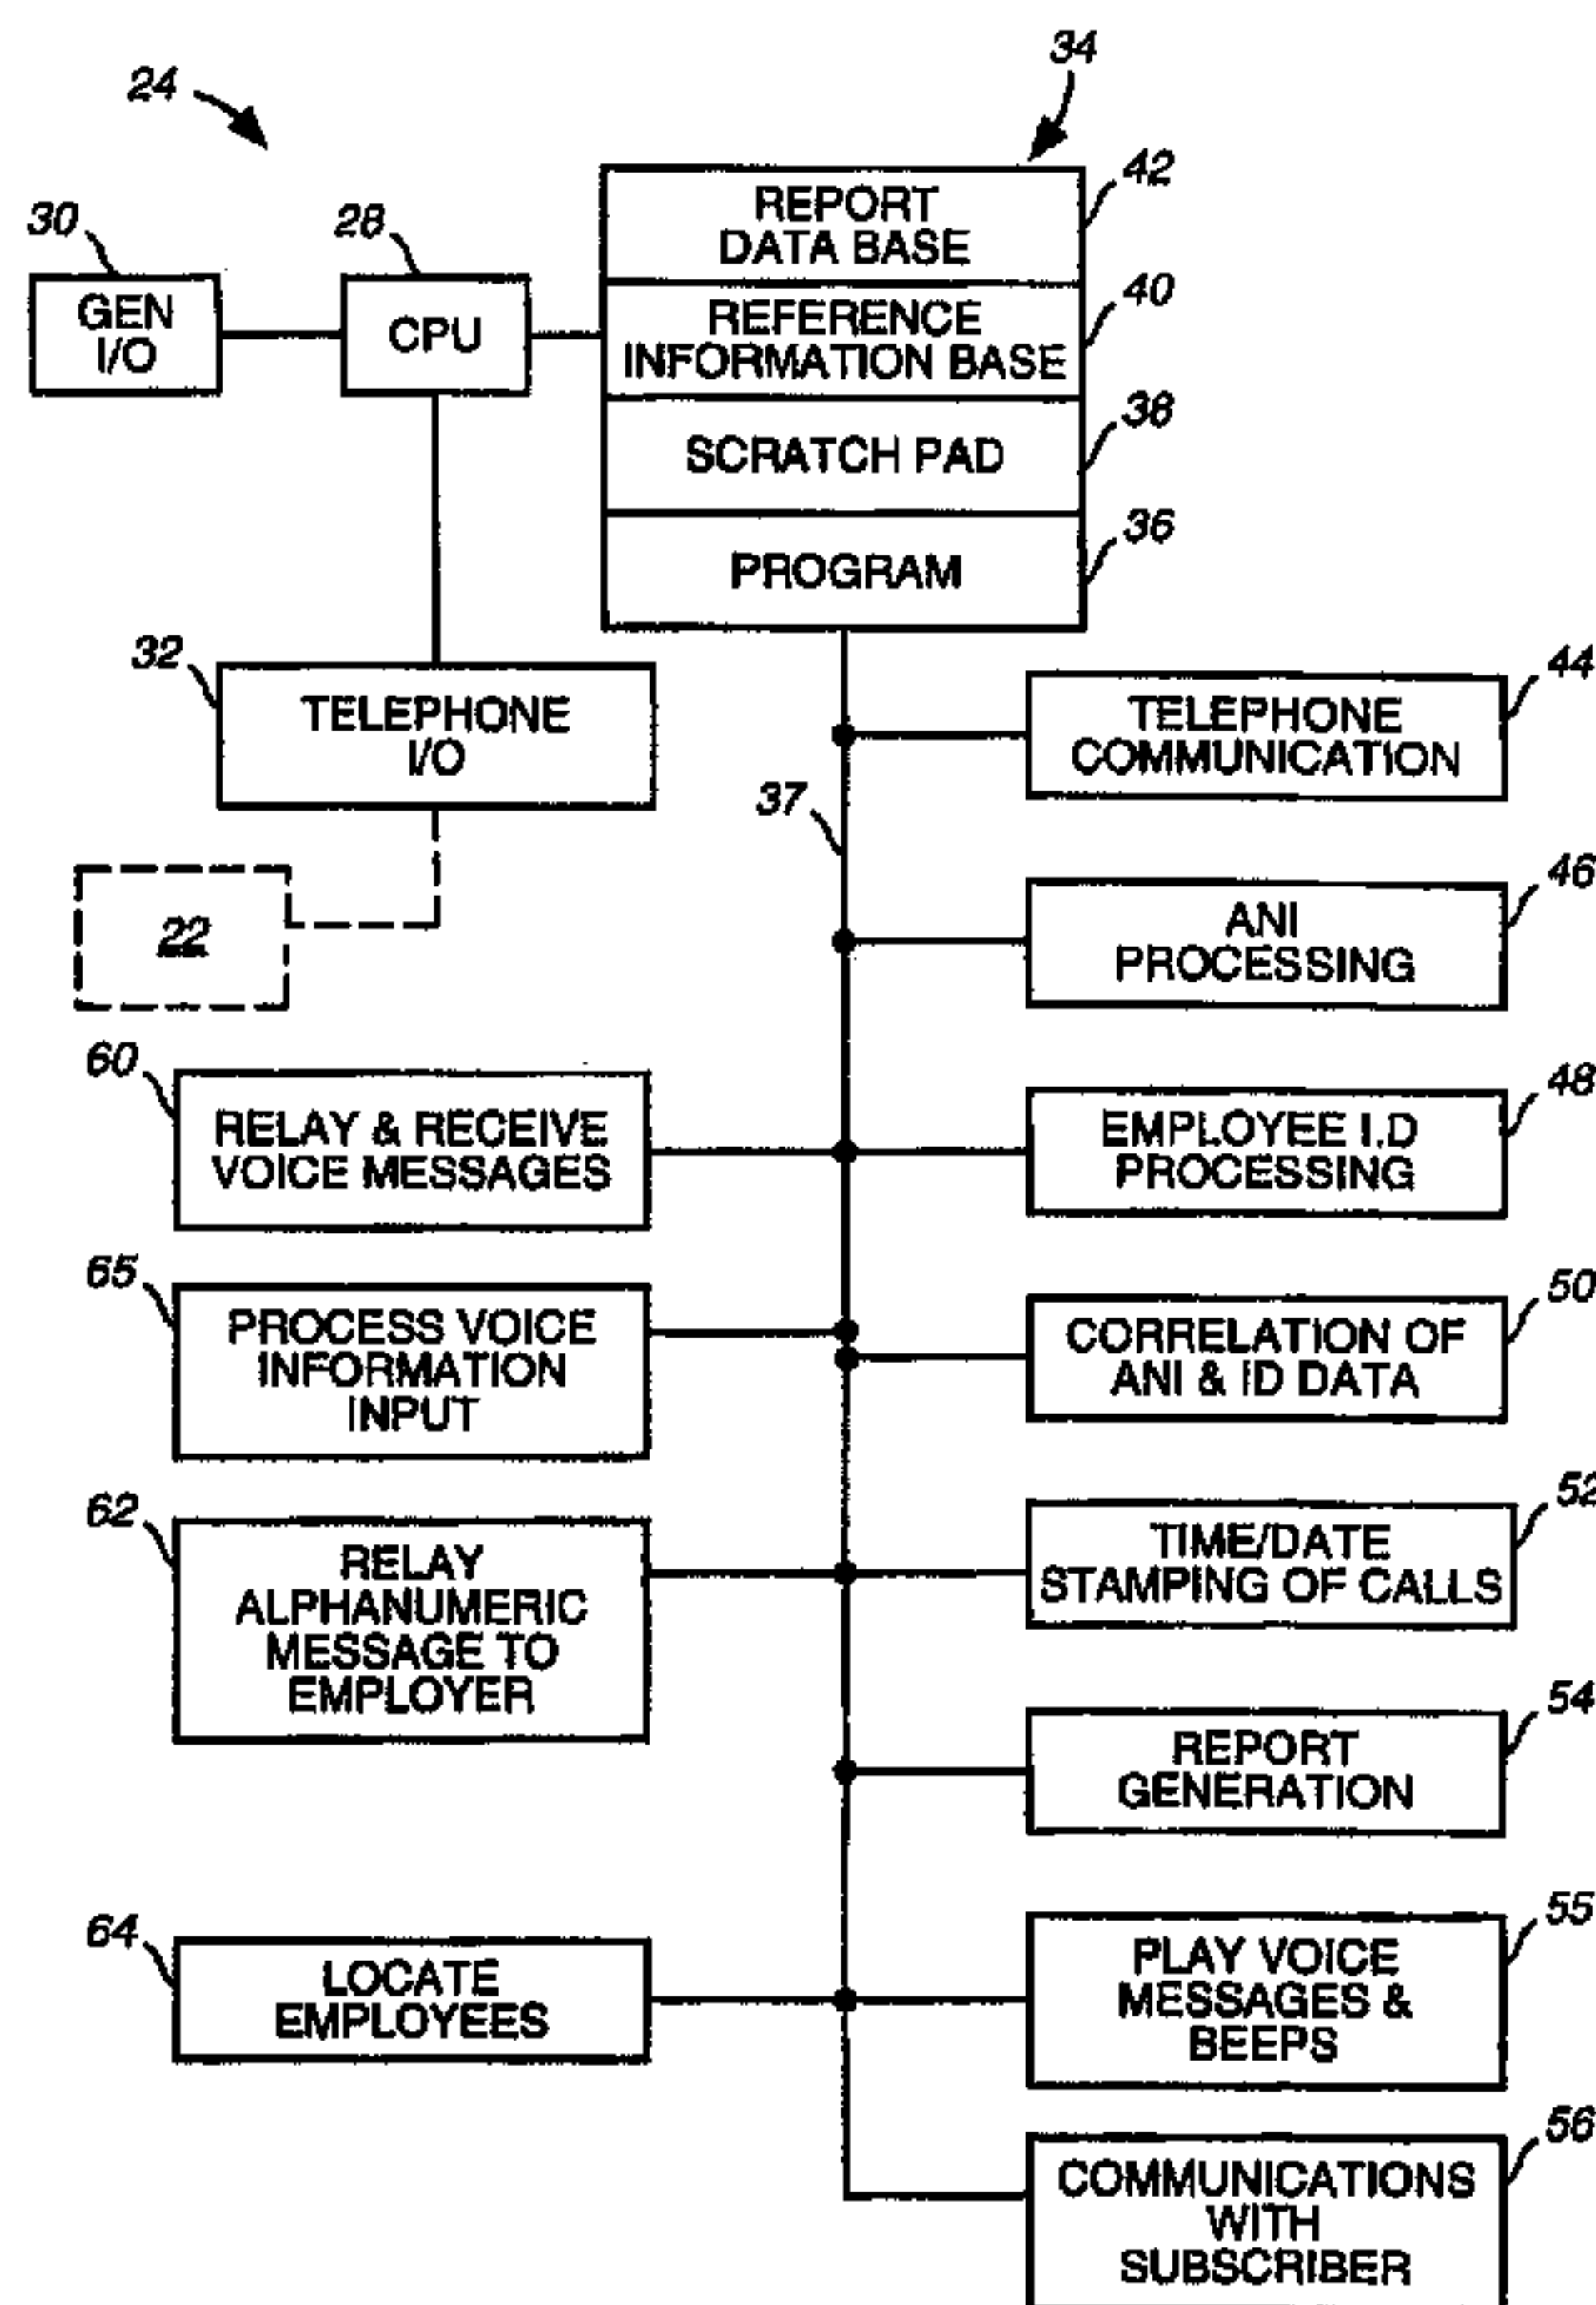 24
34
42
REPORT
DATA BASE
30
28
GEN
I/O
CPU
40
REFERENCE
INFORMATION BASE
38
SCRATCH PAD
36
PROGRAM
32
TELEPHONE
I/O
44
TELEPHONE
COMMUNICATION
37
22
46
ANI
PROCESSING
60
RELAY & RECEIVE
VOICE MESSAGES
48
EMPLOYEE I.D
PROCESSING
65
PROCESS VOICE
INFORMATION
INPUT
50
CORRELATION OF
ANI & ID DATA
62
RELAY
ALPHANUMERIC
MESSAGE TO
EMPLOYER
52
TIME/DATE
STAMPING OF CALLS
54
REPORT
GENERATION
64
LOCATE
EMPLOYEES
55
PLAY VOICE
MESSAGES &
BEEPS
56
COMMUNICATIONS
WITH
SUBSCRIBER